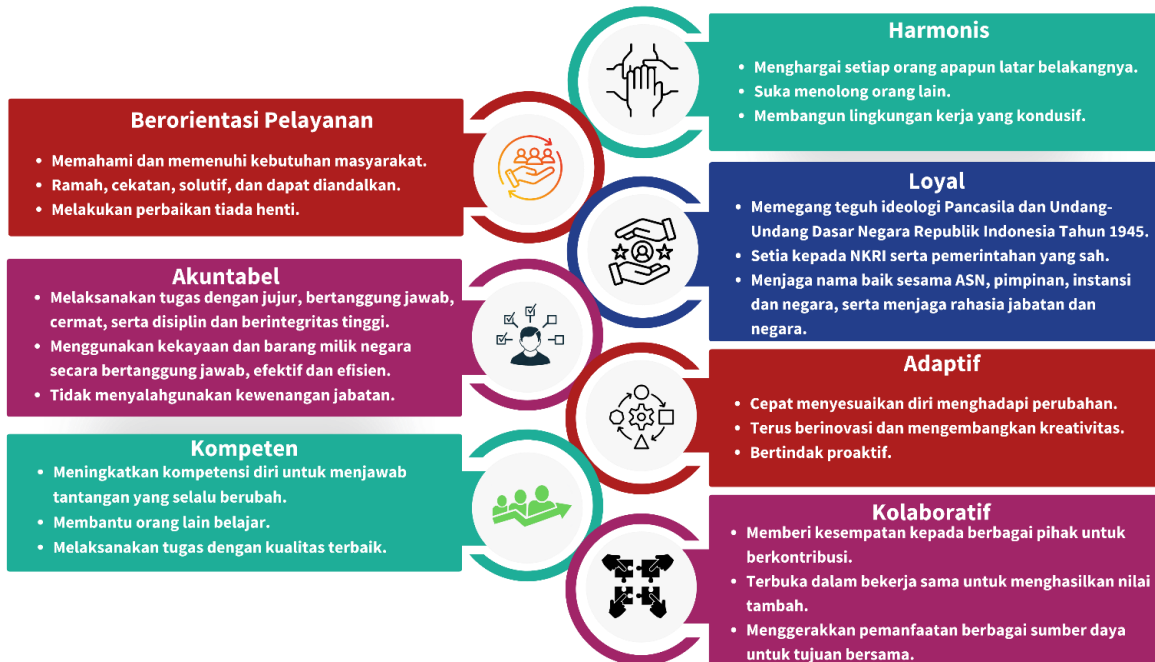 Berorientasi Pelayanan
• Memahami dan memenuhi kebutuhan masyarakat.
• Ramah, cekatan, solutif, dan dapat diandalkan.
• Melakukan perbaikan tiada henti.
Akuntabel
• Melaksanakan tugas dengan jujur, bertanggung jawab,
cermat, serta disiplin dan berintegritas tinggi.
• Menggunakan kekayaan dan barang milik negara
secara bertanggung jawab, efektif dan efisien.
• Tidak menyalahgunakan kewenangan jabatan.
Kompeten
• Meningkatkan kompetensi diri untuk menjawab
tantangan yang selalu berubah.
• Membantu orang lain belajar.
• Melaksanakan tugas dengan kualitas terbaik.
Harmonis
• Menghargai setiap orang apapun latar belakangnya.
• Suka menolong orang lain.
• Membangun lingkungan kerja yang kondusif.
Loyal
• Memegang teguh ideologi Pancasila dan Undang-
Undang Dasar Negara Republik Indonesia Tahun 1945.
• Setia kepada NKRI serta pemerintahan yang sah.
• Menjaga nama baik sesama ASN, pimpinan, instansi
dan negara, serta menjaga rahasia jabatan dan
negara.
Adaptif
• Cepat menyesuaikan diri menghadapi perubahan.
• Terus berinovasi dan mengembangkan kreativitas.
• Bertindak proaktif.
Kolaboratif
• Memberi kesempatan kepada berbagai pihak untuk
berkontribusi.
• Terbuka dalam bekerja sama untuk menghasilkan nilai
tambah.
• Menggerakkan pemanfaatan berbagai sumber daya
untuk tujuan bersama.